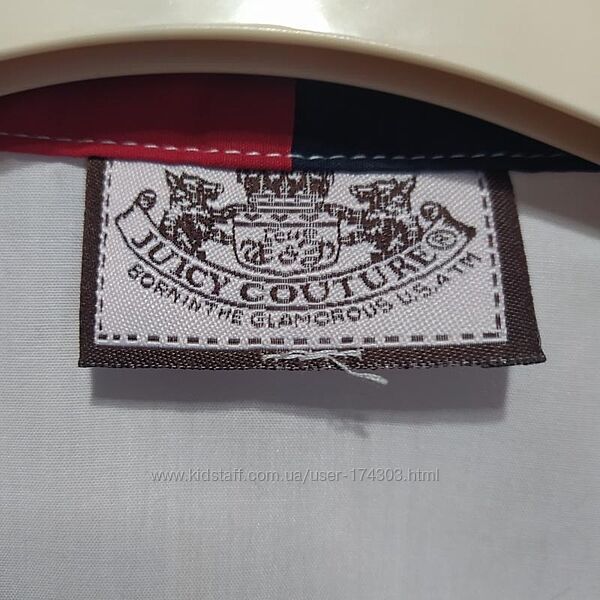 JUICY COUTURE®
BORN IN THE GLAMOROUS U.S.A TM
www.kidstaff.com.ua/user-174303.html